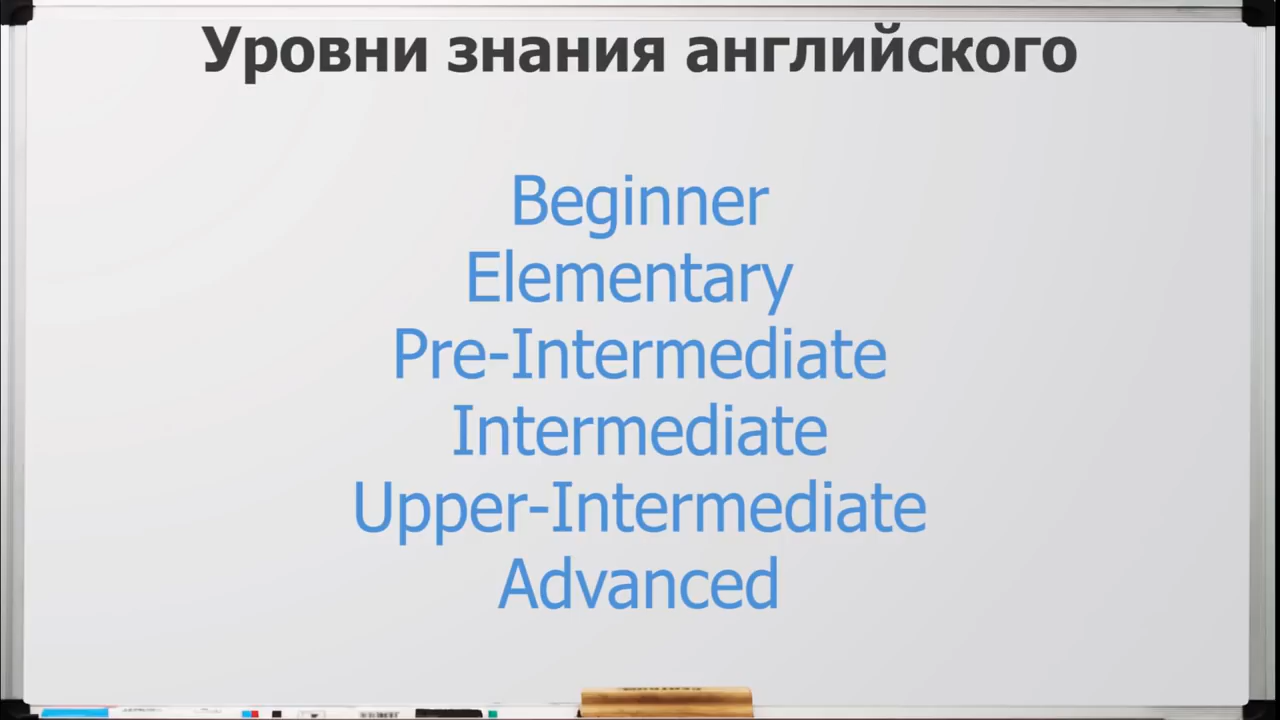 Уровни знания английского
Beginner
Elementary
Pre-Intermediate
Intermediate
Upper-Intermediate
Advanced